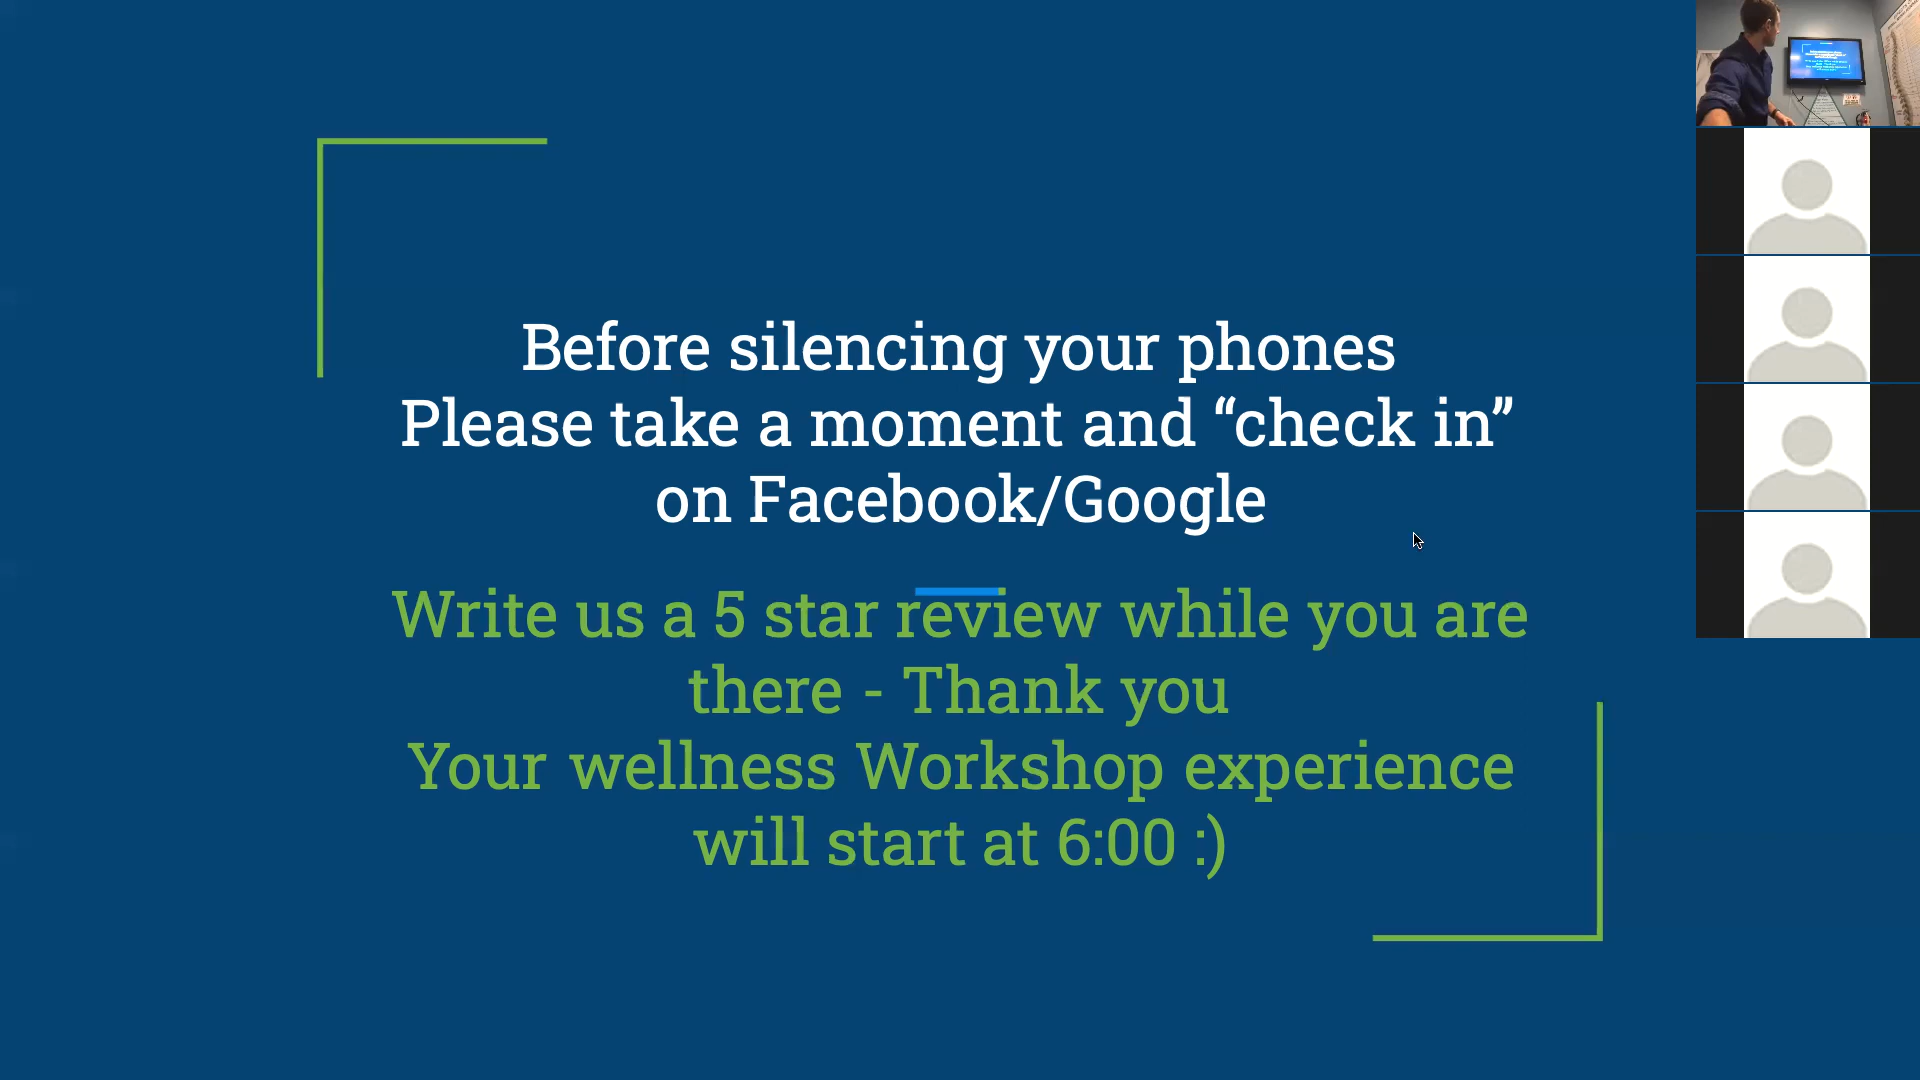 Before silencing your phones
Please take a moment and “check in”
on Facebook/Google
Write us a 5 star review while you are
there - Thank you
Your wellness Workshop experience
will start at 6:00 :)